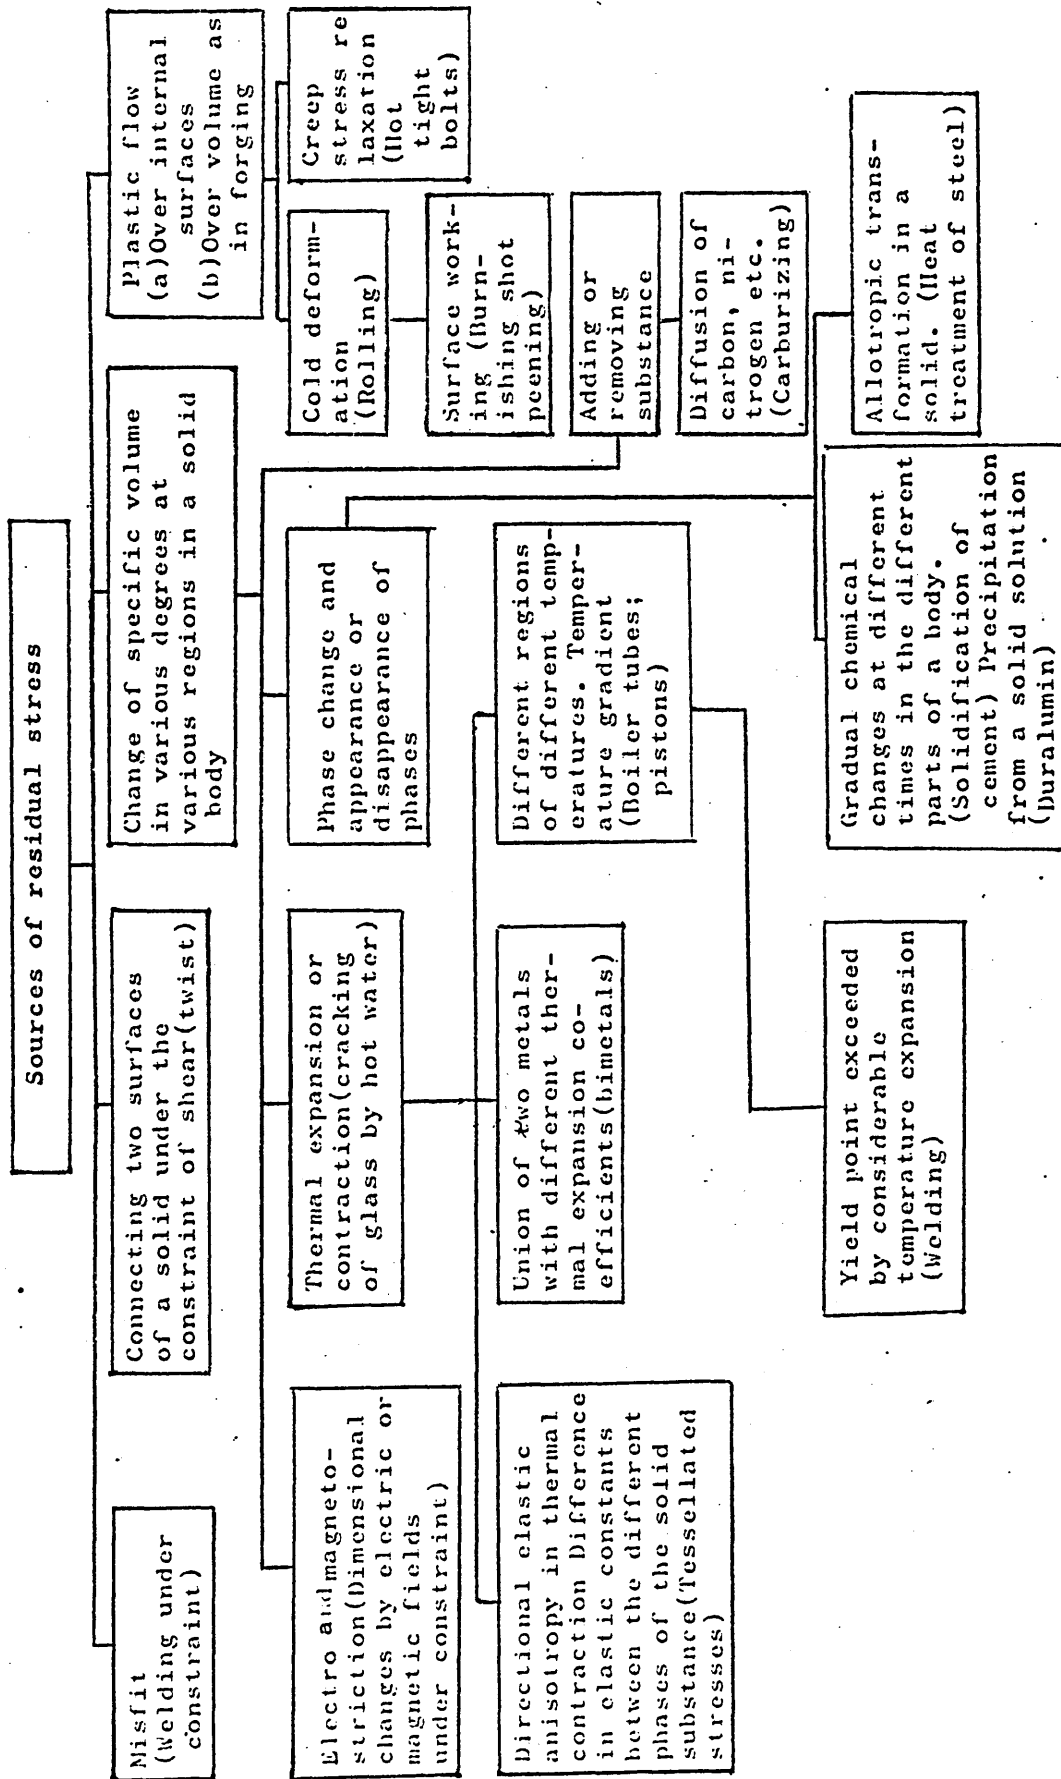 Sources of residual stress
Misfit
(Welding under
constraint)
Connecting two surfaces
of a solid under the
constraint of shear(twist)
Change of specific volume
in various degrees at
various regions in a solid
body
Plastic flow
(a)Over internal
surfaces
(b)Over volume as
in forging
Electro and magneto-
striction(Dimensional
changes by electric or
magnetic fields
under constraint)
Thermal expansion or
contraction(cracking
of glass by hot water)
Phase change and
appearance or
disappearance of
phases
Cold deform-
ation
(Rolling)
Creep
stress re
laxation
(Hot
tight
bolts)
Surface work-
ing (Burn-
ishing shot
peening)
Adding or
removing
substance
Diffusion of
carbon, ni-
trogen etc.
(Carburizing)
Directional elastic
anisotropy in thermal
contraction Difference
in elastic constants
between the different
phases of the solid
substance(Tessellated
stresses)
Union of two metals
with different ther-
mal expansion co-
efficients(bimetals)
Different regions
of different temp-
eratures. Temper-
ature gradient
(Boiler tubes;
pistons)
Yield point exceeded
by considerable
temperature expansion
(Welding)
Gradual chemical
changes at different
times in the different
parts of a body.
(Solidification of
cement) Precipitation
from a solid solution
(Duralumin)
Allotropic trans-
formation in a
solid. (Heat
treatment of steel)